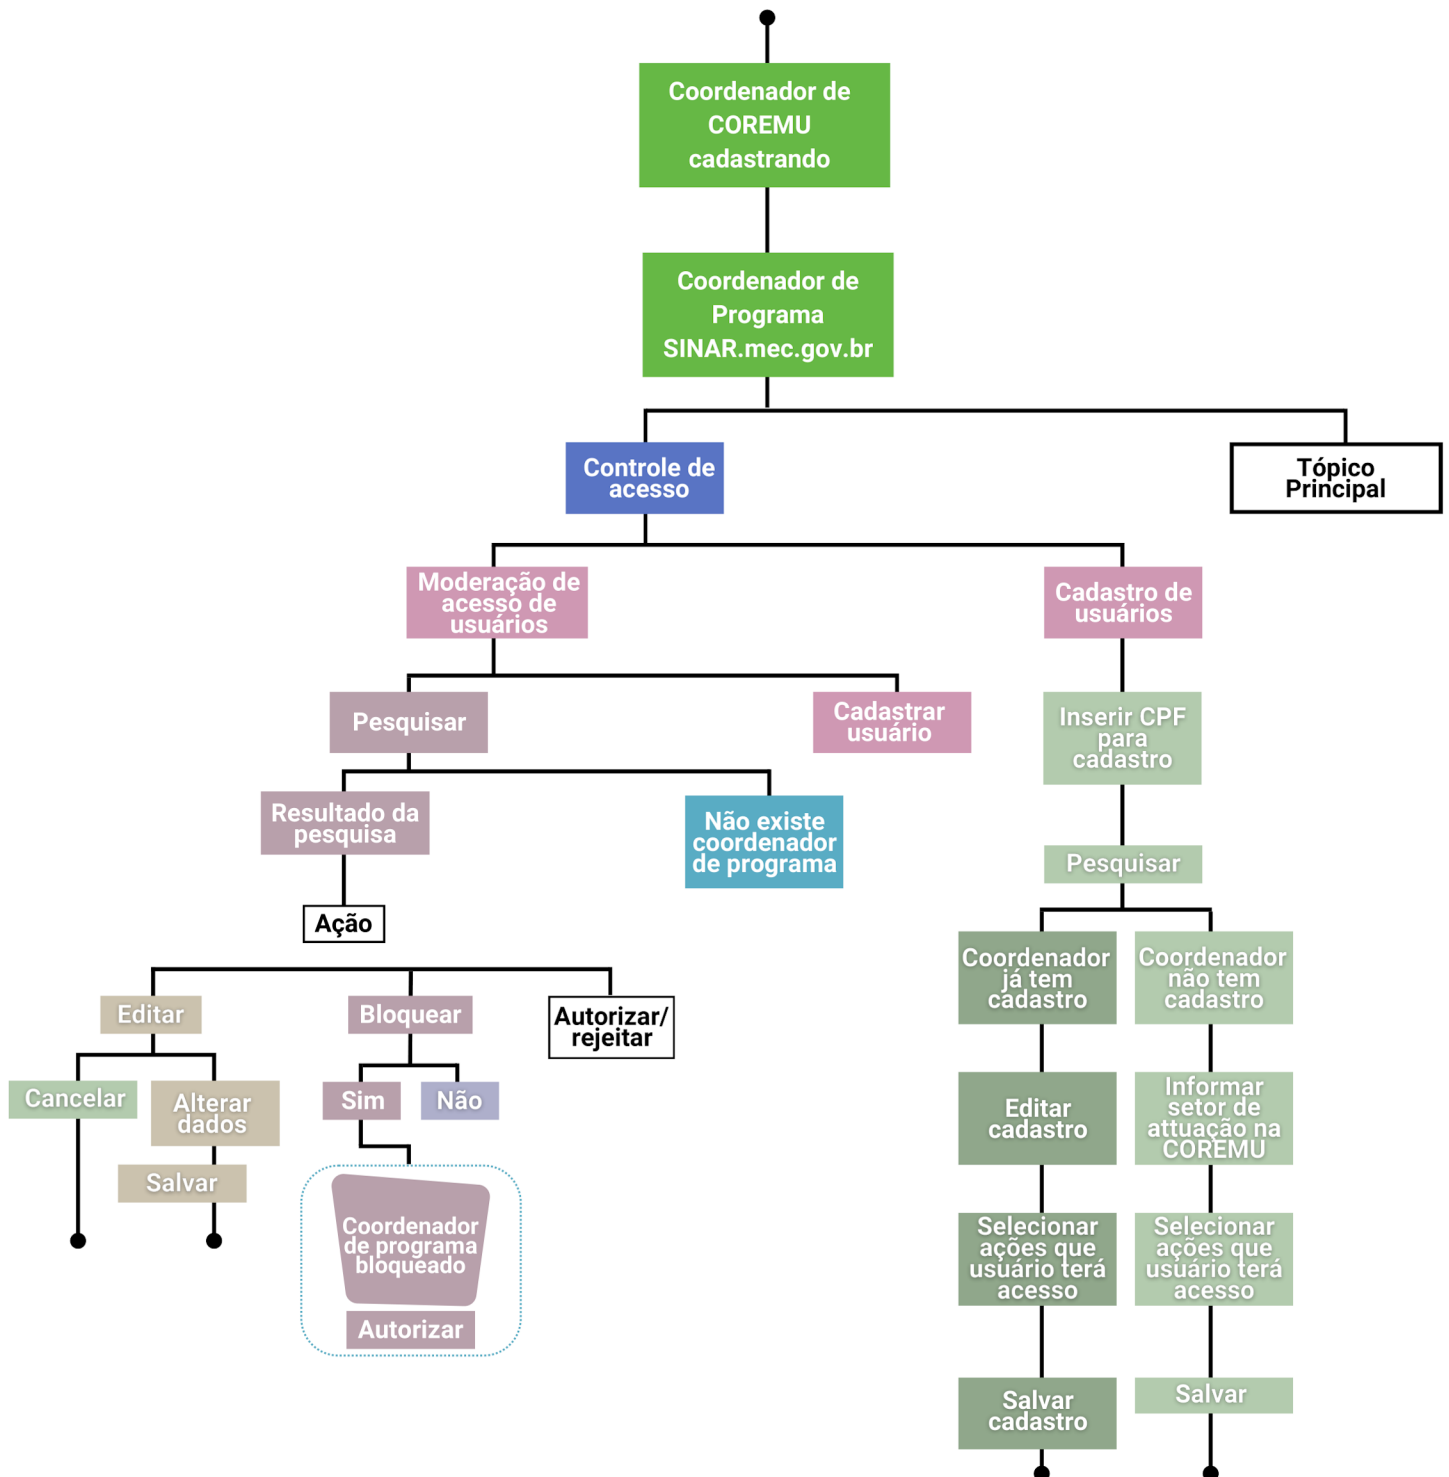 Coordenador de
COREMU
cadastrando
Coordenador de
Programa
SINAR.mec.gov.br
Controle de
acesso
Tópico
Principal
Moderação de
acesso de
usuários
Cadastro de
usuários
Pesquisar
Cadastrar
usuário
Inserir CPF
para
cadastro
Resultado da
pesquisa
Não existe
coordenador
de programa
Pesquisar
Ação
Coordenador
já tem
cadastro
Coordenador
não tem
cadastro
Editar
Bloquear
Autorizar/
rejeitar
Cancelar
Alterar
dados
Sim
Não
Editar
cadastro
Informar
setor de
attuação na
COREMU
Salvar
Coordenador
de programa
bloqueado
Autorizar
Selecionar
ações que
usuário terá
acesso
Selecionar
ações que
usuário terá
acesso
Salvar
cadastro
Salvar